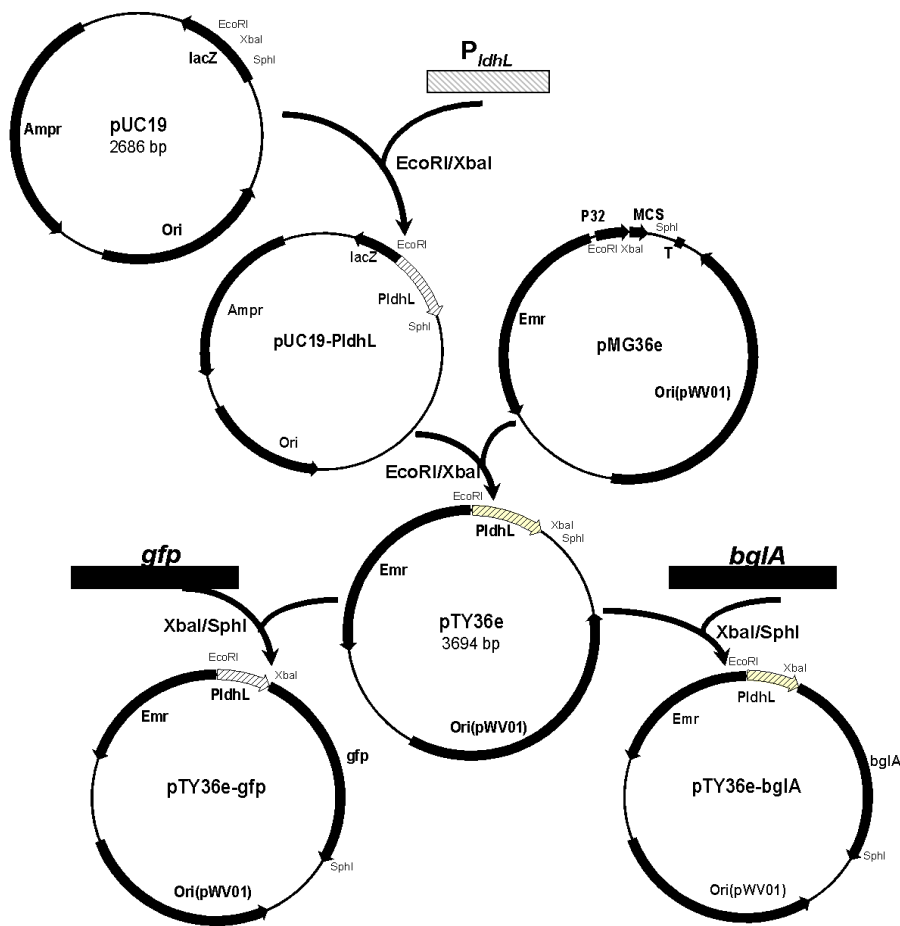 EcoRI
XbaI
lacZ
SphI
PldhL
Ampr
pUC19
2686 bp
EcoRI/XbaI
Ori
P32
MCS
SphI
EcoRI
EcoRI XbaI
lacZ
T
PldhL
Ampr
SphI
Emr
pUC19-PldhL
pMG36e
Ori(pWV01)
Ori
EcoRI/XbaI
EcoRI
XbaI
PldhL
SphI
gfp
bglA
Emr
XbaI/SphI
pTY36e
3694 bp
XbaI/SphI
EcoRI
XbaI
PldhL
EcoRI
XbaI
PldhL
Emr
Ori(pWV01)
Emr
gfp
bglA
pTY36e-gfp
pTY36e-bglA
SphI
SphI
Ori(pWV01)
Ori(pWV01)